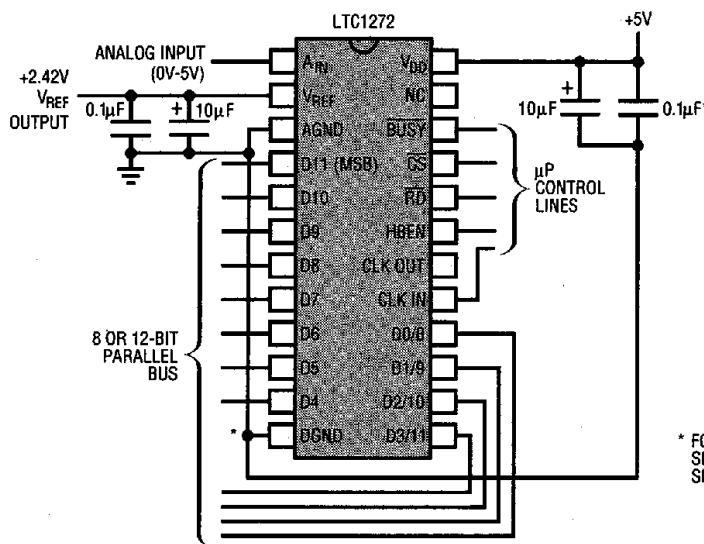 LTC1272
+5V
ANALOG INPUT
(0V-5V)
+2.42V
VREF
OUTPUT
0.1µF
+
10µF
AIN
VREF
AGND
D11 (MSB)
D10
D9
D8
D7
D6
D5
D4
DGND
VDD
NC
BUSY
CS
RD
HBEN
CLK OUT
CLK IN
D0/8
D1/9
D2/10
D3/11
+
10µF
0.1µF
µP
CONTROL
LINES
8 OR 12-BIT
PARALLEL
BUS
*
*